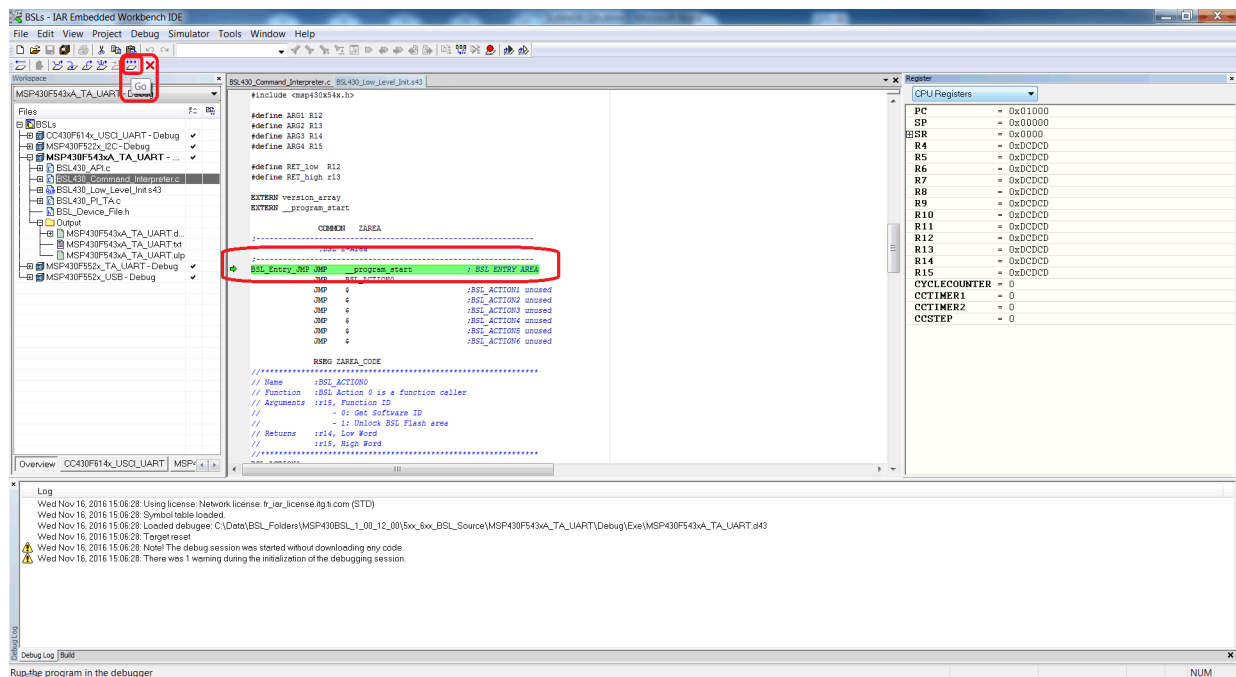 BSLs - IAR Embedded Workbench IDE
File Edit View Project Debug Simulator Tools Window Help
Go
Workspace
MSP430F543xA_TA_UART - Debug
Files
BSLs
CC430F614x_USCI_UART - Debug
MSP430F522x_I2C - Debug
MSP430F543xA_TA_UART - ...
BSL430_API.c
BSL430_Command_Interpreter.c
BSL430_Low_Level_Init.s43
BSL430_PI_TA.c
BSL_Device_File.h
Output
MSP430F543xA_TA_UART.d...
MSP430F543xA_TA_UART.txt
MSP430F543xA_TA_UART.ulp
MSP430F552x_TA_UART - Debug
MSP430F552x_USB - Debug
Overview CC430F614x_USCI_UART MSP4
BSL430_Command_Interpreter.c BSL430_Low_Level_Init.s43
#include <msp430x54x.h>
#define ARG1 R12
#define ARG2 R13
#define ARG3 R14
#define ARG4 R15
#define RET_low R12
#define RET_high r13
EXTERN version_array
EXTERN __program_start
COMMON ZAREA
;------------------------------------------------------------
;BSL Z-Area
;------------------------------------------------------------
BSL_Entry_JMP JMP __program_start ; BSL ENTRY AREA
JMP BSL_ACTION0
JMP $ ;BSL_ACTION1 unused
JMP $ ;BSL_ACTION2 unused
JMP $ ;BSL_ACTION3 unused
JMP $ ;BSL_ACTION4 unused
JMP $ ;BSL_ACTION5 unused
JMP $ ;BSL_ACTION6 unused
RSEG ZAREA_CODE
//************************************************************
// Name :BSL_ACTION0
// Function :BSL Action 0 is a function caller
// Arguments :r15, Function ID
// - 0: Get Software ID
// - 1: Unlock BSL Flash area
// Returns :r14, Low Word
// :r15, High Word
//************************************************************
Register
CPU Registers
PC = 0x01000
SP = 0x00000
SR = 0x0000
R4 = 0xDCDCD
R5 = 0xDCDCD
R6 = 0xDCDCD
R7 = 0xDCDCD
R8 = 0xDCDCD
R9 = 0xDCDCD
R10 = 0xDCDCD
R11 = 0xDCDCD
R12 = 0xDCDCD
R13 = 0xDCDCD
R14 = 0xDCDCD
R15 = 0xDCDCD
CYCLECOUNTER = 0
CCTIMER1 = 0
CCTIMER2 = 0
CCSTEP = 0
Log
Wed Nov 16, 2016 15:06:28: Using license: Network license: fr_iar_license.itg.ti.com (STD)
Wed Nov 16, 2016 15:06:28: Symbol table loaded.
Wed Nov 16, 2016 15:06:28: Loaded debugee: C:\Data\BSL_Folders\MSP430BSL_1_00_12_00\5xx_6xx_BSL_Source\MSP430F543xA_TA_UART\Debug\Exe\MSP430F543xA_TA_UART.d43
Wed Nov 16, 2016 15:06:28: Target reset
Wed Nov 16, 2016 15:06:28: Note! The debug session was started without downloading any code.
Wed Nov 16, 2016 15:06:28: There was 1 warning during the initialization of the debugging session.
Debug Log
Debug Log Build
Run the program in the debugger NUM